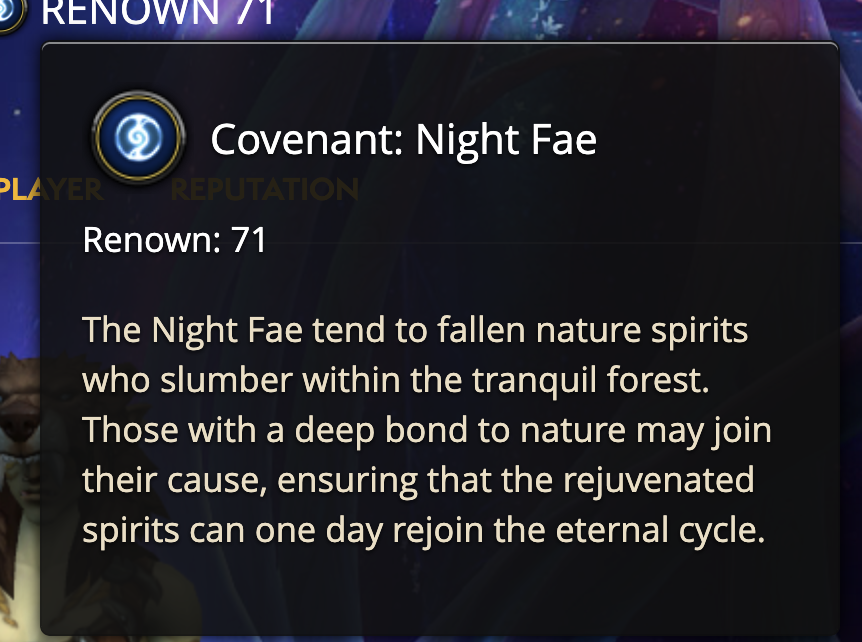 RENOWN 71
Covenant: Night Fae
PLAYER REPUTATION
Renown: 71
The Night Fae tend to fallen nature spirits
who slumber within the tranquil forest.
Those with a deep bond to nature may join
their cause, ensuring that the rejuvenated
spirits can one day rejoin the eternal cycle.